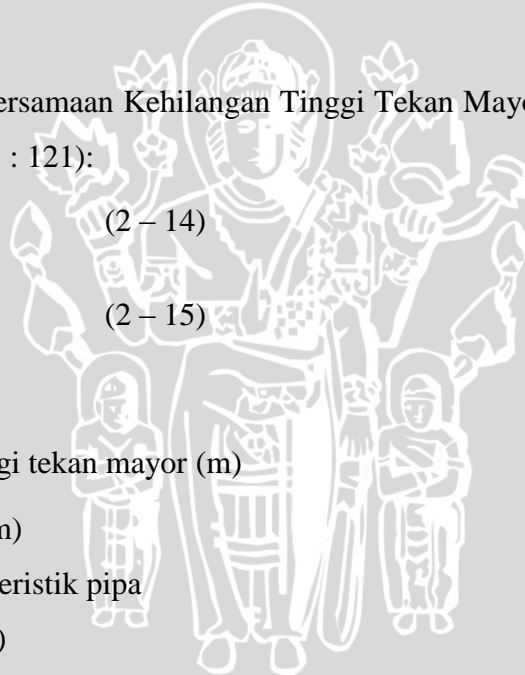 ersamaan Kehilangan Tinggi Tekan Mayo
: 121):
(2 – 14)
(2 – 15)
gi tekan mayor (m)
m)
eristik pipa
)